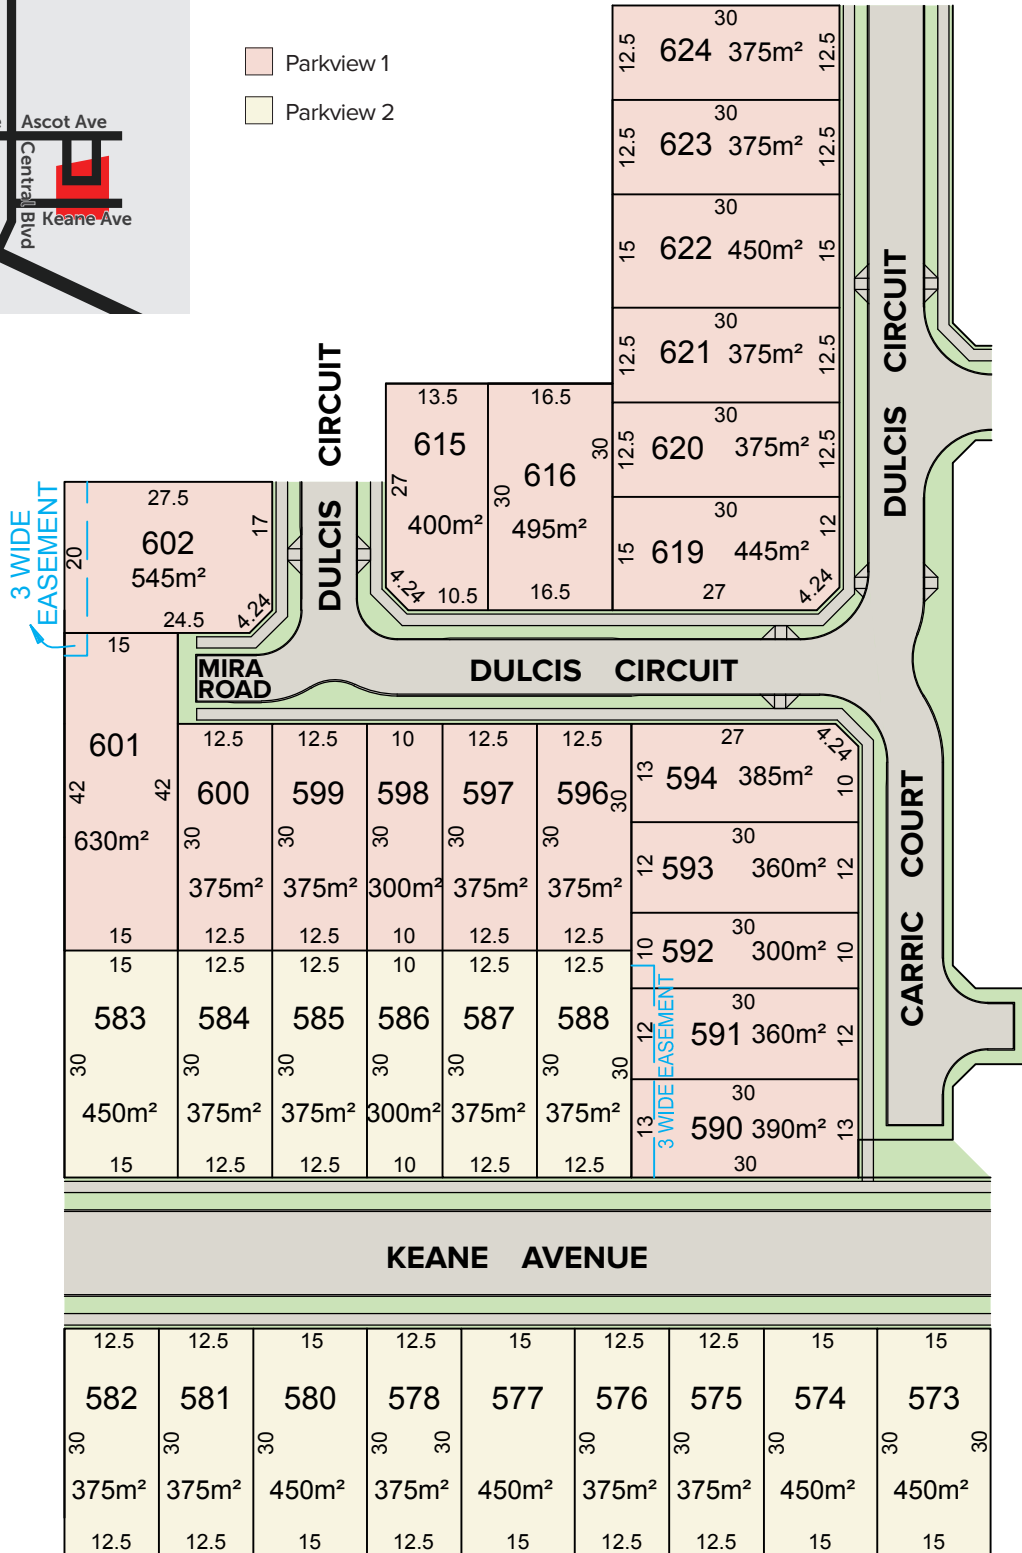 Ascot Ave
Central Blvd
Keane Ave
Parkview 1
Parkview 2
30
12.5 624 375m² 12.5
30
12.5 623 375m² 12.5
30
15 622 450m² 15
30
12.5 621 375m² 12.5
30
12.5 620 375m² 12.5
30
15 619 445m² 12
27 4.24
DULCIS CIRCUIT
DULCIS CIRCUIT
13.5
615
27
400m²
4.24 10.5
16.5
616
30 30
495m²
16.5
3 WIDE
EASEMENT
27.5
20 602 17
545m²
24.5 4.24
MIRA
ROAD
DULCIS CIRCUIT
15
601
42 42
630m²
15
12.5
600
30
375m²
12.5
12.5
599
30
375m²
12.5
10
598
30
300m²
10
12.5
597
30
375m²
12.5
12.5
596
30 30
375m²
12.5
27 4.24
13 594 385m² 10
30
12 593 360m² 12
30
10 592 300m² 10
30
12 591 360m² 12
30
13 590 390m² 13
30
3 WIDE EASEMENT
CARRIC COURT
15
583
30
450m²
15
12.5
584
30
375m²
12.5
12.5
585
30
375m²
12.5
10
586
30
300m²
10
12.5
587
30
375m²
12.5
12.5
588
30 30
375m²
12.5
KEANE AVENUE
12.5
582
30
375m²
12.5
12.5
581
30
375m²
12.5
15
580
30
450m²
15
12.5
578
30 30
375m²
12.5
15
577
450m²
15
12.5
576
30
375m²
12.5
12.5
575
30
375m²
12.5
15
574
30
450m²
15
15
573
30 30
450m²
15